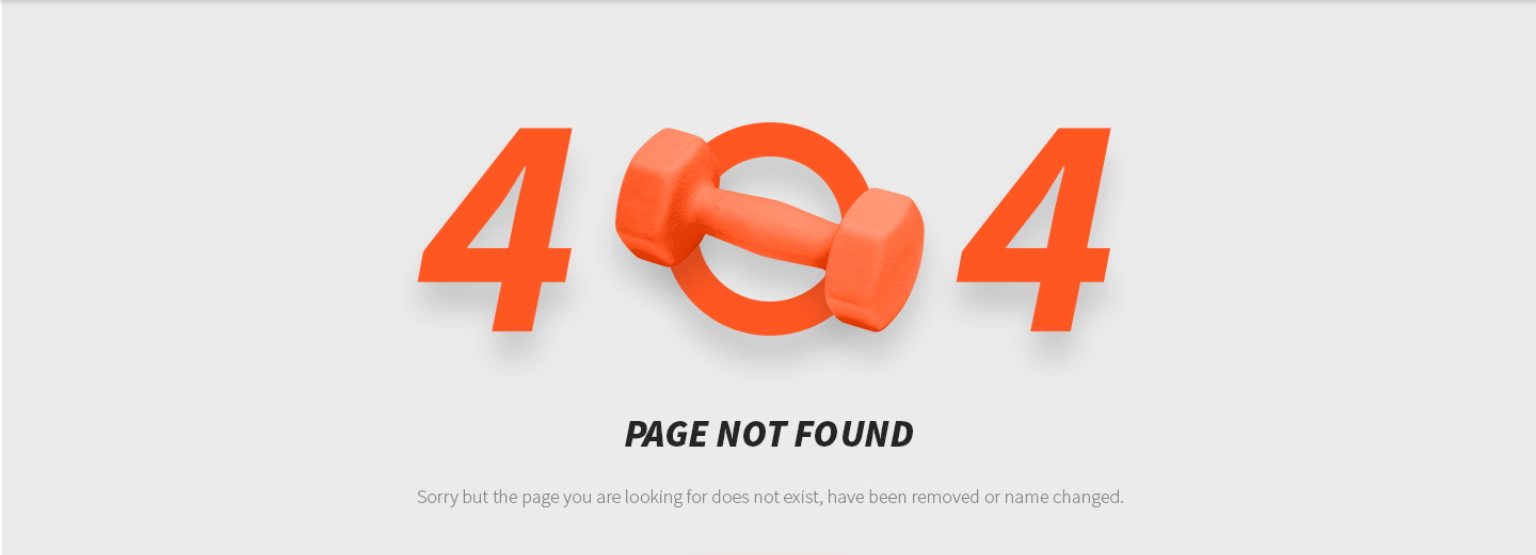 404
PAGE NOT FOUND
Sorry but the page you are looking for does not exist, have been removed or name changed.